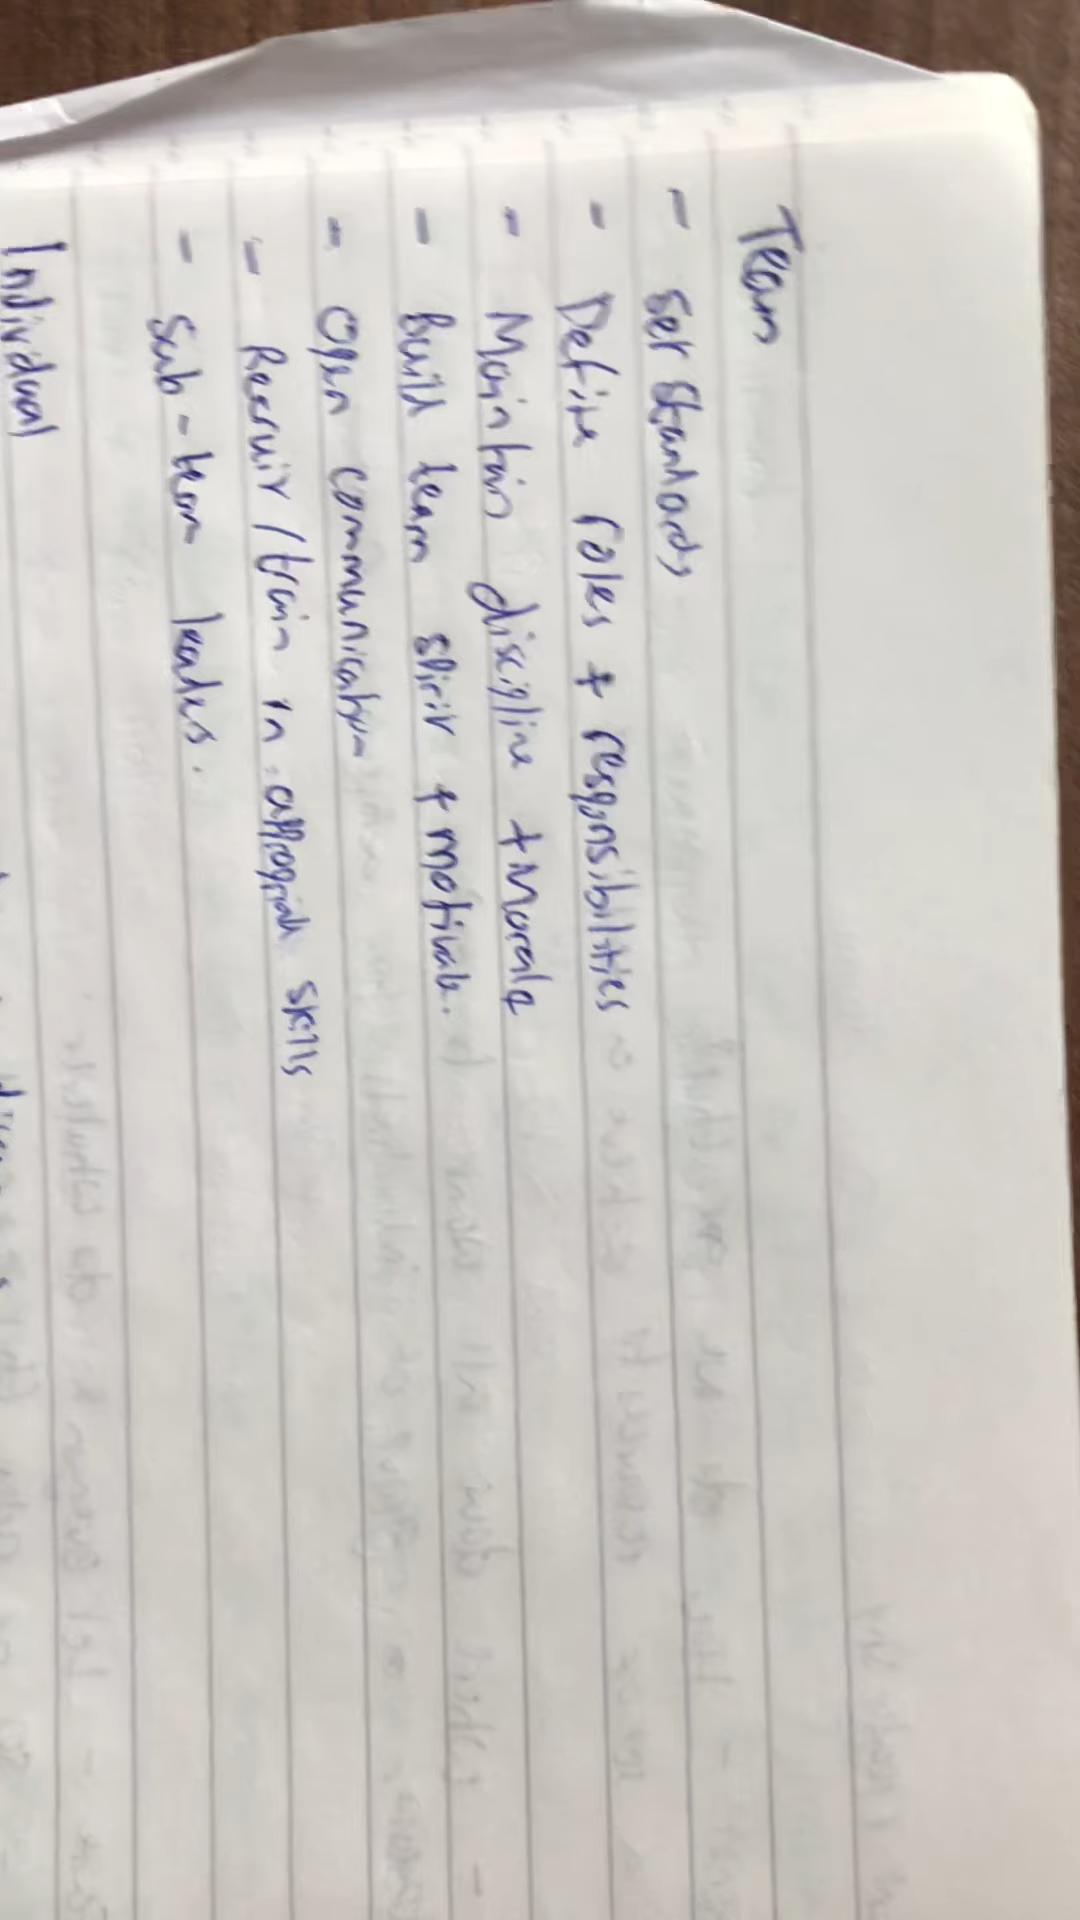 Team
- Set Standards
- Define roles + responsibilities
- Maintain discipline + Morale
- Build team spirit + motivate.
- Open communication
- Recruit / train in appropriate skills
- Sub-team leaders.
Individual